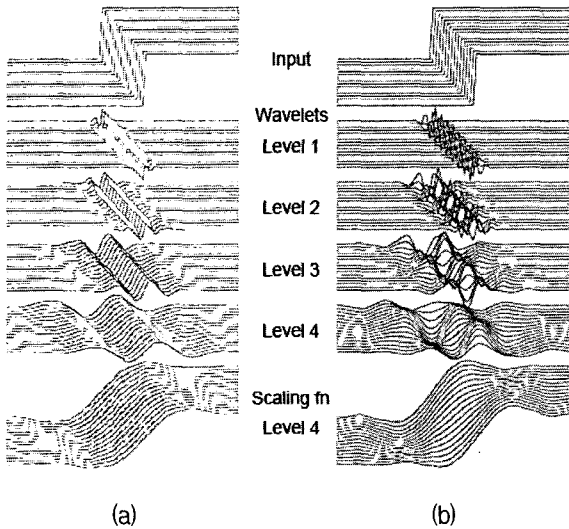 Input
Wavelets
Level 1
Level 2
Level 3
Level 4
Scaling fn
Level 4
(a)
(b)